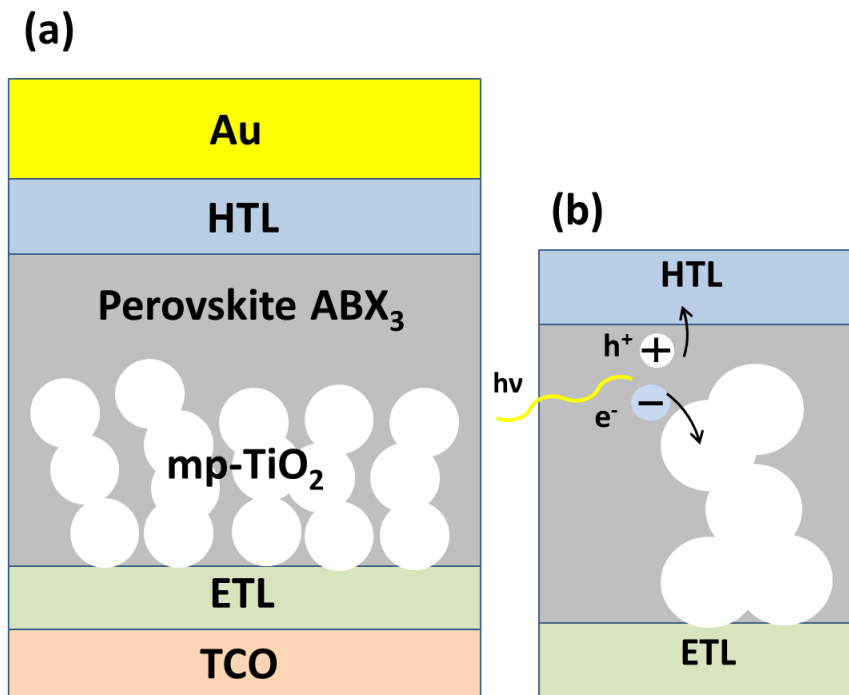 (a)
Au
HTL
Perovskite ABX₃
mp-TiO₂
ETL
TCO
(b)
HTL
h⁺
+
hν
e⁻
−
ETL